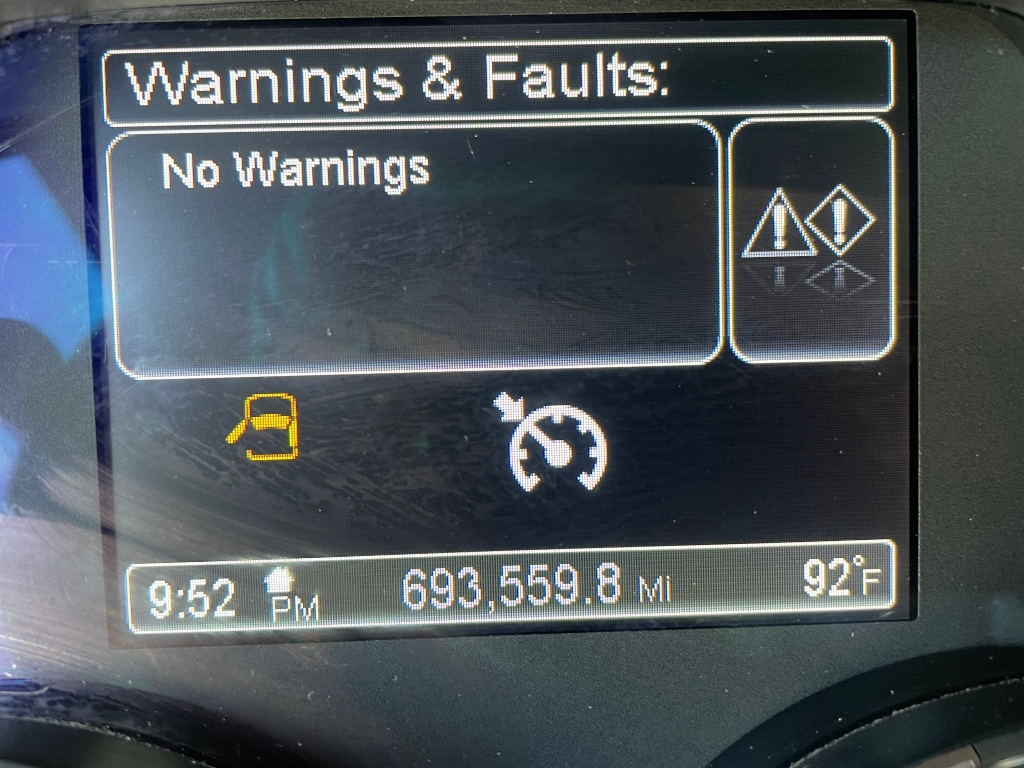 Warnings & Faults:
No Warnings
! !
9:52 PM 693,559.8 Mi 92°F